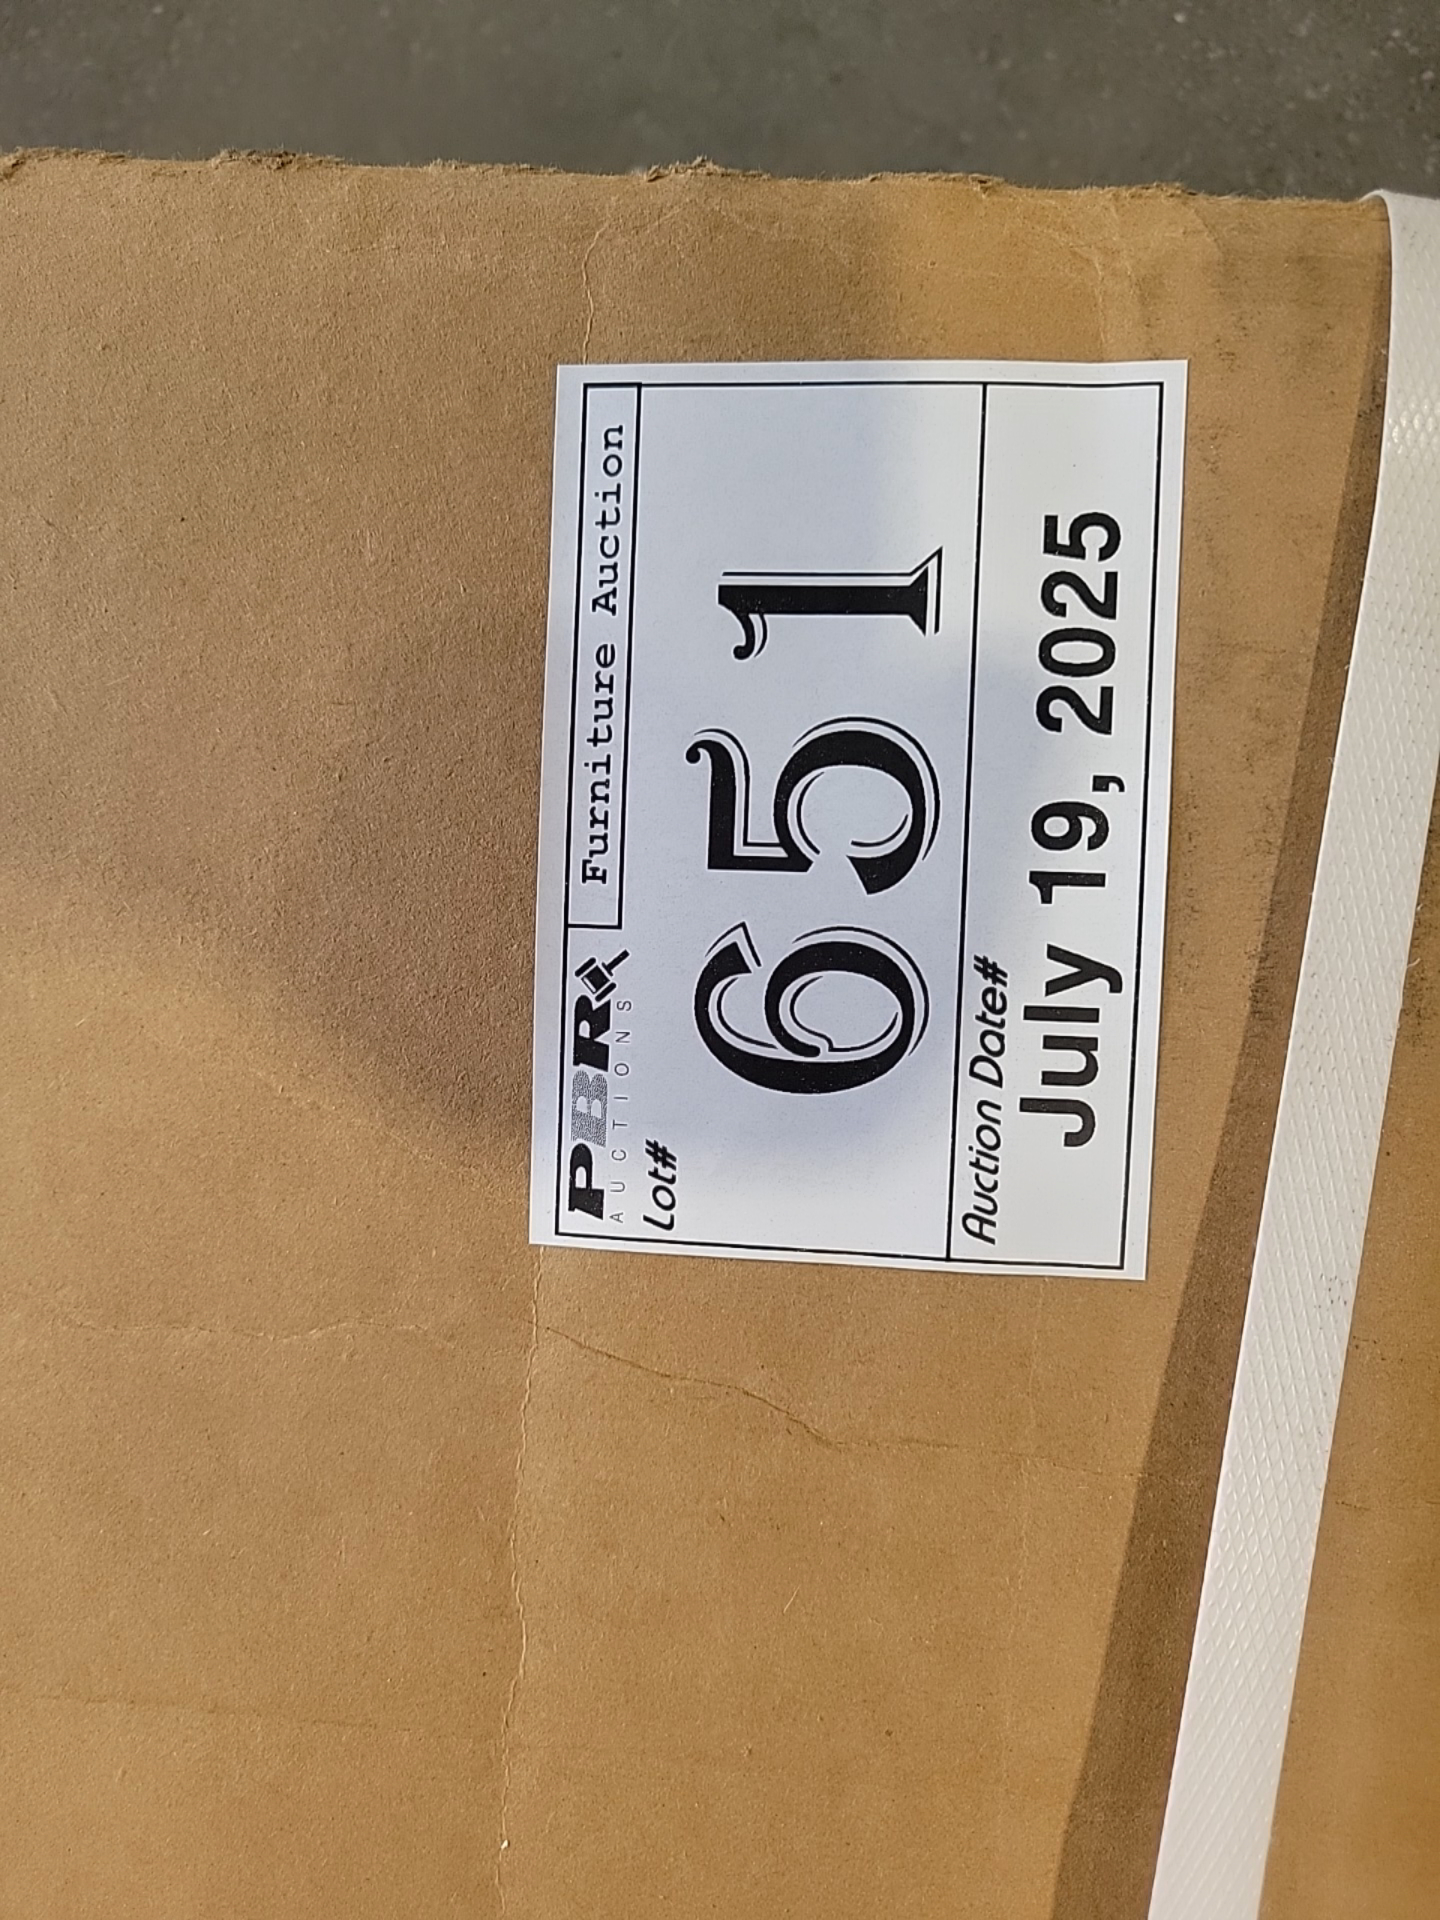 PBR
AUCTIONS
Furniture Auction
Lot#
651
Auction Date#
July 19, 2025